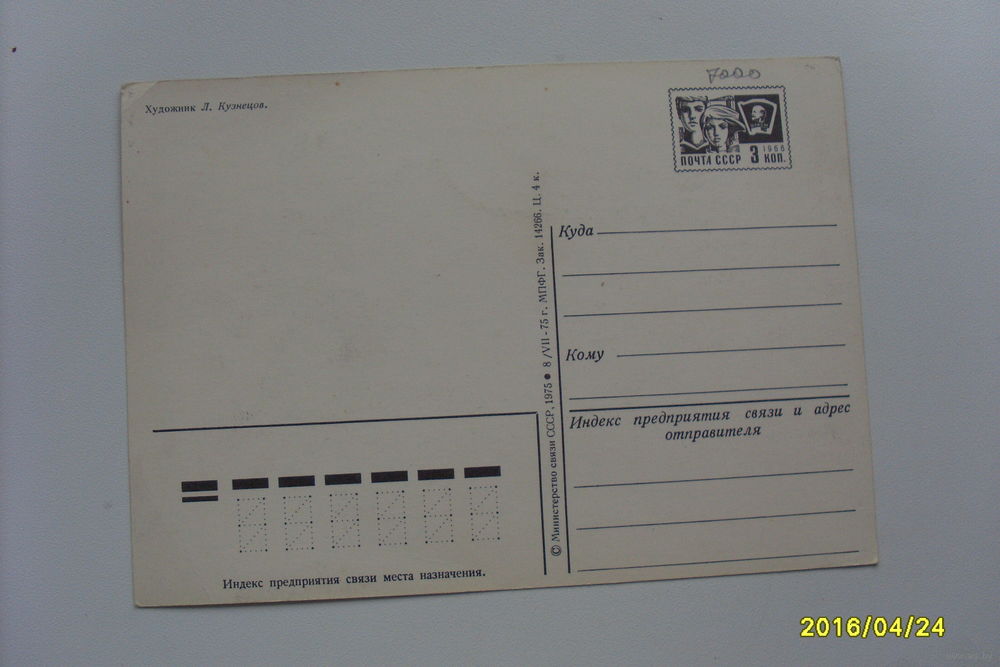 7000
Художник Л. Кузнецов.
ПОЧТА СССР 3 1966 КОП.
Куда
Кому
Индекс предприятия связи и адрес
отправителя
© Министерство связи СССР, 1975 ● 8/VII-75 г. МПФГ. Зак. 14266. Ц. 4 к.
Индекс предприятия связи места назначения.
2016/04/24